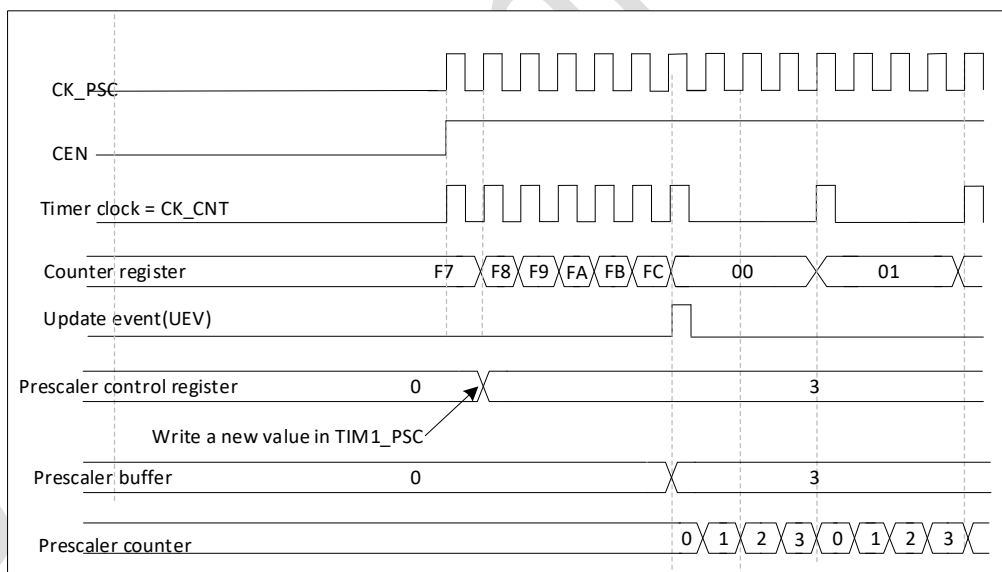 CK_PSC
CEN
Timer clock = CK_CNT
Counter register F7 F8 F9 FA FB FC 00 01
Update event(UEV)
Prescaler control register 0 3
Write a new value in TIM1_PSC
Prescaler buffer 0 3
Prescaler counter 0 1 2 3 0 1 2 3